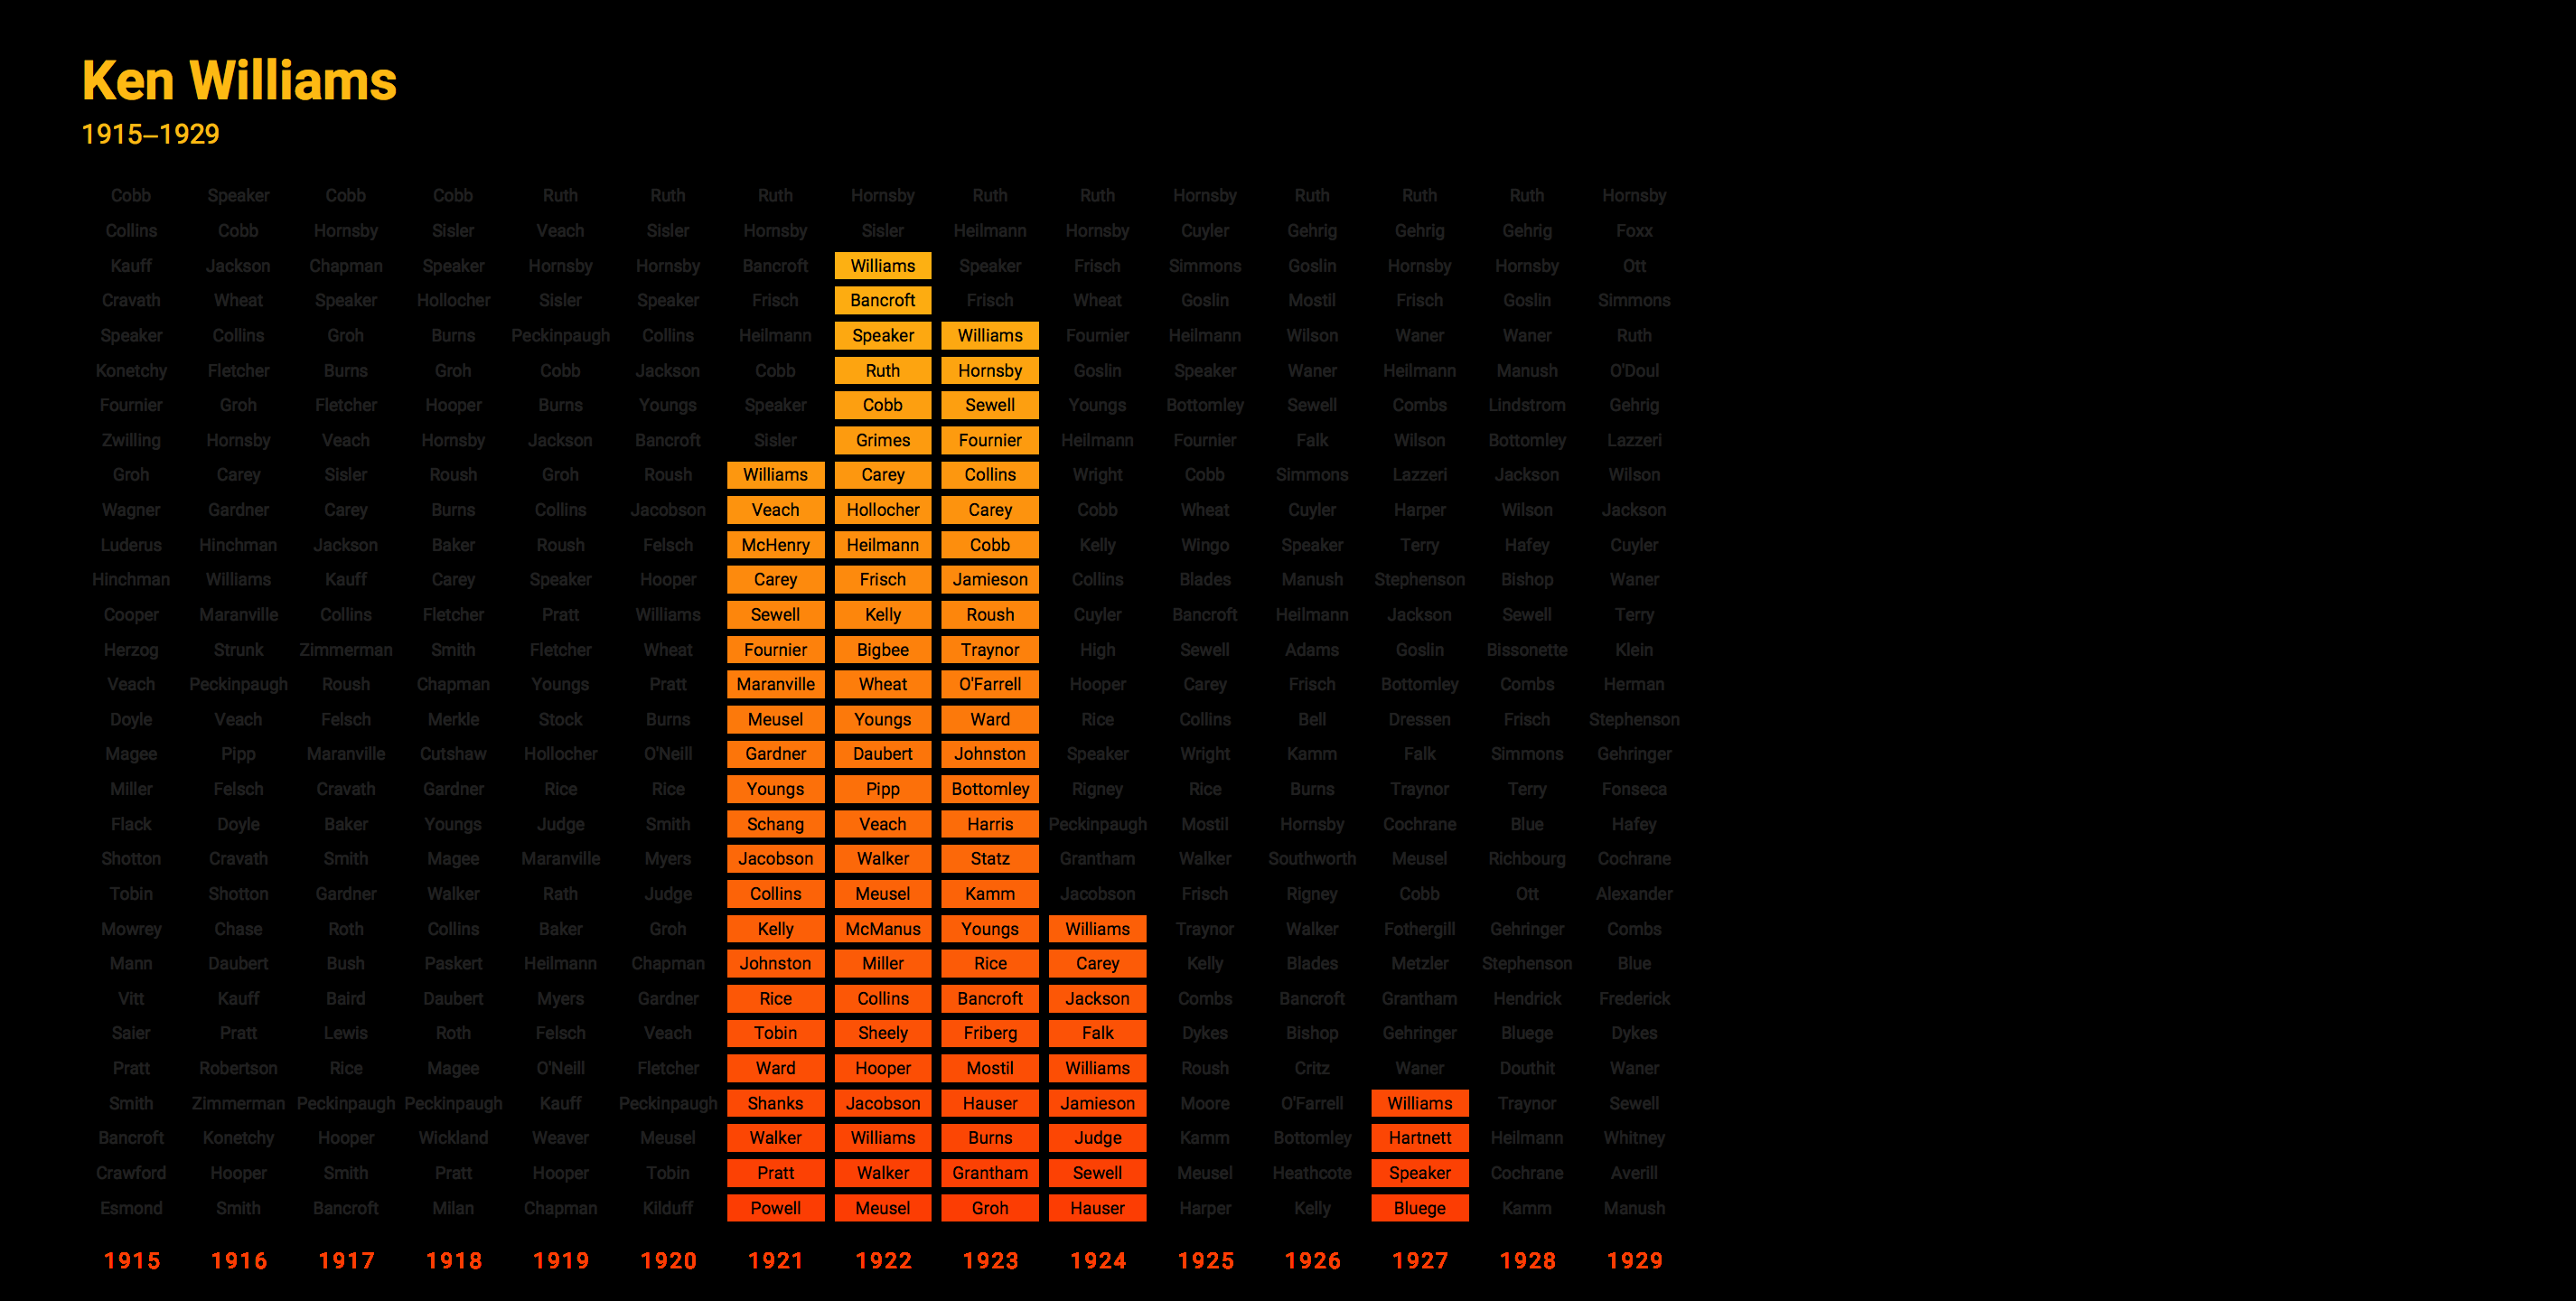 Ken Williams
1915–1929
Cobb Speaker Cobb Cobb Ruth Ruth Ruth Hornsby Ruth Ruth Hornsby Ruth Ruth Ruth Hornsby
Collins Cobb Hornsby Sisler Veach Sisler Hornsby Sisler Heilmann Hornsby Cuyler Gehrig Gehrig Gehrig Foxx
Kauff Jackson Chapman Speaker Hornsby Hornsby Bancroft Williams Speaker Frisch Simmons Goslin Hornsby Hornsby Ott
Cravath Wheat Speaker Hollocher Sisler Speaker Frisch Bancroft Frisch Wheat Goslin Mostil Frisch Goslin Simmons
Speaker Collins Groh Burns Peckinpaugh Collins Heilmann Speaker Williams Fournier Heilmann Wilson Waner Waner Ruth
Konetchy Fletcher Burns Groh Cobb Jackson Cobb Ruth Hornsby Goslin Speaker Waner Heilmann Manush O'Doul
Fournier Groh Fletcher Hooper Burns Youngs Speaker Cobb Sewell Youngs Bottomley Sewell Combs Lindstrom Gehrig
Zwilling Hornsby Veach Hornsby Jackson Bancroft Sisler Grimes Fournier Heilmann Fournier Falk Wilson Bottomley Lazzeri
Groh Carey Sisler Roush Groh Roush Williams Carey Collins Wright Cobb Simmons Lazzeri Jackson Wilson
Wagner Gardner Carey Burns Collins Jacobson Veach Hollocher Carey Cobb Wheat Cuyler Harper Wilson Jackson
Luderus Hinchman Jackson Baker Roush Felsch McHenry Heilmann Cobb Kelly Wingo Speaker Terry Hafey Cuyler
Hinchman Williams Kauff Carey Speaker Hooper Carey Frisch Jamieson Collins Blades Manush Stephenson Bishop Waner
Cooper Maranville Collins Fletcher Pratt Williams Sewell Kelly Roush Cuyler Bancroft Heilmann Jackson Sewell Terry
Herzog Strunk Zimmerman Smith Fletcher Wheat Fournier Bigbee Traynor High Sewell Adams Goslin Bissonette Klein
Veach Peckinpaugh Roush Chapman Youngs Pratt Maranville Wheat O'Farrell Hooper Carey Frisch Bottomley Combs Herman
Doyle Veach Felsch Merkle Stock Burns Meusel Youngs Ward Rice Collins Bell Dressen Frisch Stephenson
Magee Pipp Maranville Cutshaw Hollocher O'Neill Gardner Daubert Johnston Speaker Wright Kamm Falk Simmons Gehringer
Miller Felsch Cravath Gardner Rice Rice Youngs Pipp Bottomley Rigney Rice Burns Traynor Terry Fonseca
Flack Doyle Baker Youngs Judge Smith Schang Veach Harris Peckinpaugh Mostil Hornsby Cochrane Blue Hafey
Shotton Cravath Smith Magee Maranville Myers Jacobson Walker Statz Grantham Walker Southworth Meusel Richbourg Cochrane
Tobin Shotton Gardner Walker Rath Judge Collins Meusel Kamm Jacobson Frisch Rigney Cobb Ott Alexander
Mowrey Chase Roth Collins Baker Groh Kelly McManus Youngs Williams Traynor Walker Fothergill Gehringer Combs
Mann Daubert Bush Paskert Heilmann Chapman Johnston Miller Rice Carey Kelly Blades Metzler Stephenson Blue
Vitt Kauff Baird Daubert Myers Gardner Rice Collins Bancroft Jackson Combs Bancroft Grantham Hendrick Frederick
Saier Pratt Lewis Roth Felsch Veach Tobin Sheely Friberg Falk Dykes Bishop Gehringer Bluege Dykes
Pratt Robertson Rice Magee O'Neill Fletcher Ward Hooper Mostil Williams Roush Critz Waner Douthit Waner
Smith Zimmerman Peckinpaugh Peckinpaugh Kauff Peckinpaugh Shanks Jacobson Hauser Jamieson Moore O'Farrell Williams Traynor Sewell
Bancroft Konetchy Hooper Wickland Weaver Meusel Walker Williams Burns Judge Kamm Bottomley Hartnett Heilmann Whitney
Crawford Hooper Smith Pratt Hooper Tobin Pratt Walker Grantham Sewell Meusel Heathcote Speaker Cochrane Averill
Esmond Smith Bancroft Milan Chapman Kilduff Powell Meusel Groh Hauser Harper Kelly Bluege Kamm Manush
1915 1916 1917 1918 1919 1920 1921 1922 1923 1924 1925 1926 1927 1928 1929